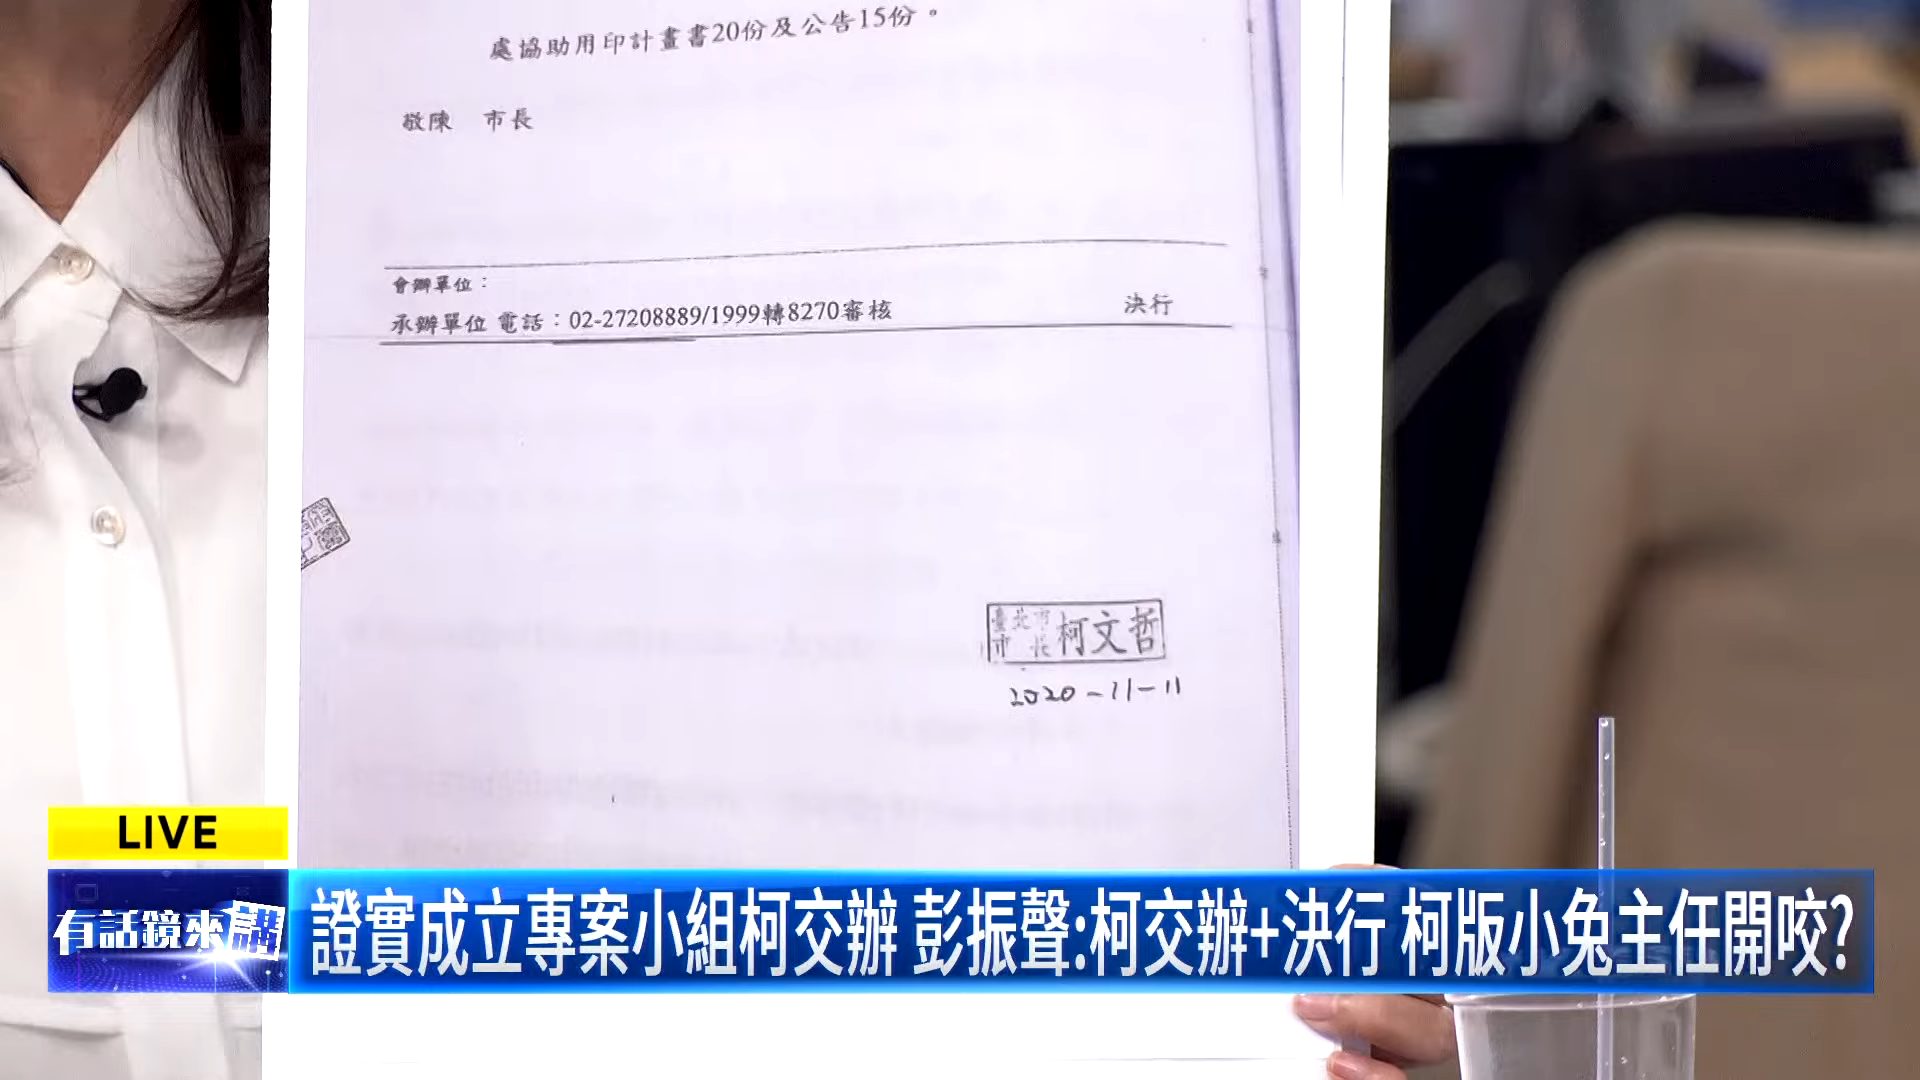 處協助用印計畫書20份及公告15份。
敬陳 市長
會辦單位：
承辦單位 電話：02-27208889/1999轉8270審核
決行
臺北市
市 長
柯文哲
2020-11-11
LIVE
有話鏡來講
證實成立專案小組柯交辦 彭振聲:柯交辦+決行 柯版小兔主任開咬?